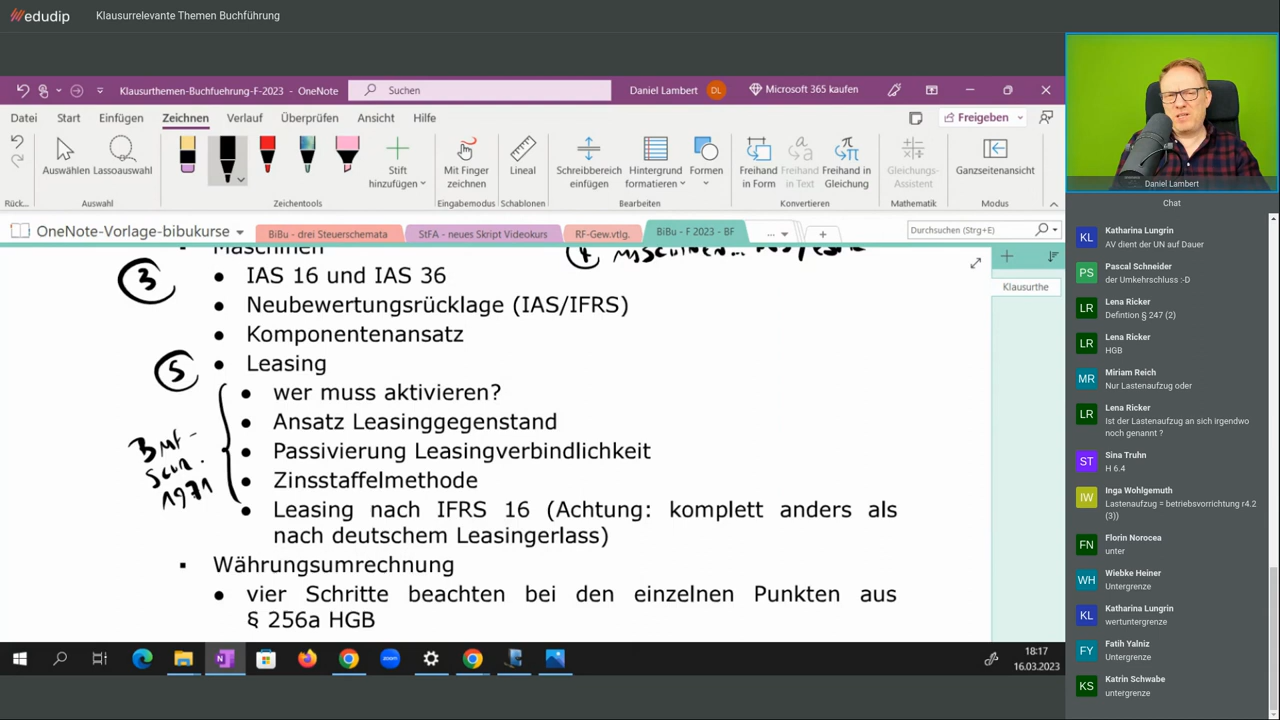 edudip
Klausurrelevante Themen Buchführung
Klausurthemen-Buchfuehrung-F-2023 - OneNote
Suchen
Daniel Lambert
DL
Microsoft 365 kaufen
Datei
Start
Einfügen
Zeichnen
Verlauf
Überprüfen
Ansicht
Hilfe
Freigeben
Auswählen
Lassoauswahl
Stift
hinzufügen
Mit Finger
zeichnen
Lineal
Schreibbereich
einfügen
Hintergrund
formatieren
Formen
Freihand
in Form
Freihand
in Text
Freihand in
Gleichung
Gleichungs-
Assistent
Ganzseitenansicht
Rück...
Auswahl
Zeichentools
Eingabemodus
Schablonen
Bearbeiten
Konvertieren
Mathematik
Modus
OneNote-Vorlage-bibukurse
BiBu - drei Steuerschemata
StFA - neues Skript Videokurs
RF-Gew.vtlg.
BiBu - F 2023 - BF
...
Durchsuchen (Strg+E)
Klausurthe
Maschinen
3
• IAS 16 und IAS 36
• Neubewertungsrücklage (IAS/IFRS)
• Komponentenansatz
5
• Leasing
• wer muss aktivieren?
• Ansatz Leasinggegenstand
• Passivierung Leasingverbindlichkeit
• Zinsstaffelmethode
• Leasing nach IFRS 16 (Achtung: komplett anders als
nach deutschem Leasingerlass)
BMF-
1971
▪ Währungsumrechnung
• vier Schritte beachten bei den einzelnen Punkten aus
§ 256a HGB
18:17
16.03.2023
zoom
Daniel Lambert
Chat
KL
Katharina Lungrin
AV dient der UN auf Dauer
PS
Pascal Schneider
der Umkehrschluss :-D
LR
Lena Ricker
Defintion § 247 (2)
LR
Lena Ricker
HGB
MR
Miriam Reich
Nur Lastenaufzug oder
LR
Lena Ricker
Ist der Lastenaufzug an sich irgendwo
noch genannt ?
ST
Sina Truhn
H 6.4
IW
Inga Wohlgemuth
Lastenaufzug = betriebsvorrichtung r4.2
(3))
FN
Florin Norocea
unter
WH
Wiebke Heiner
Untergrenze
KL
Katharina Lungrin
wertuntergrenze
FY
Fatih Yalniz
Untergrenze
KS
Katrin Schwabe
untergrenze